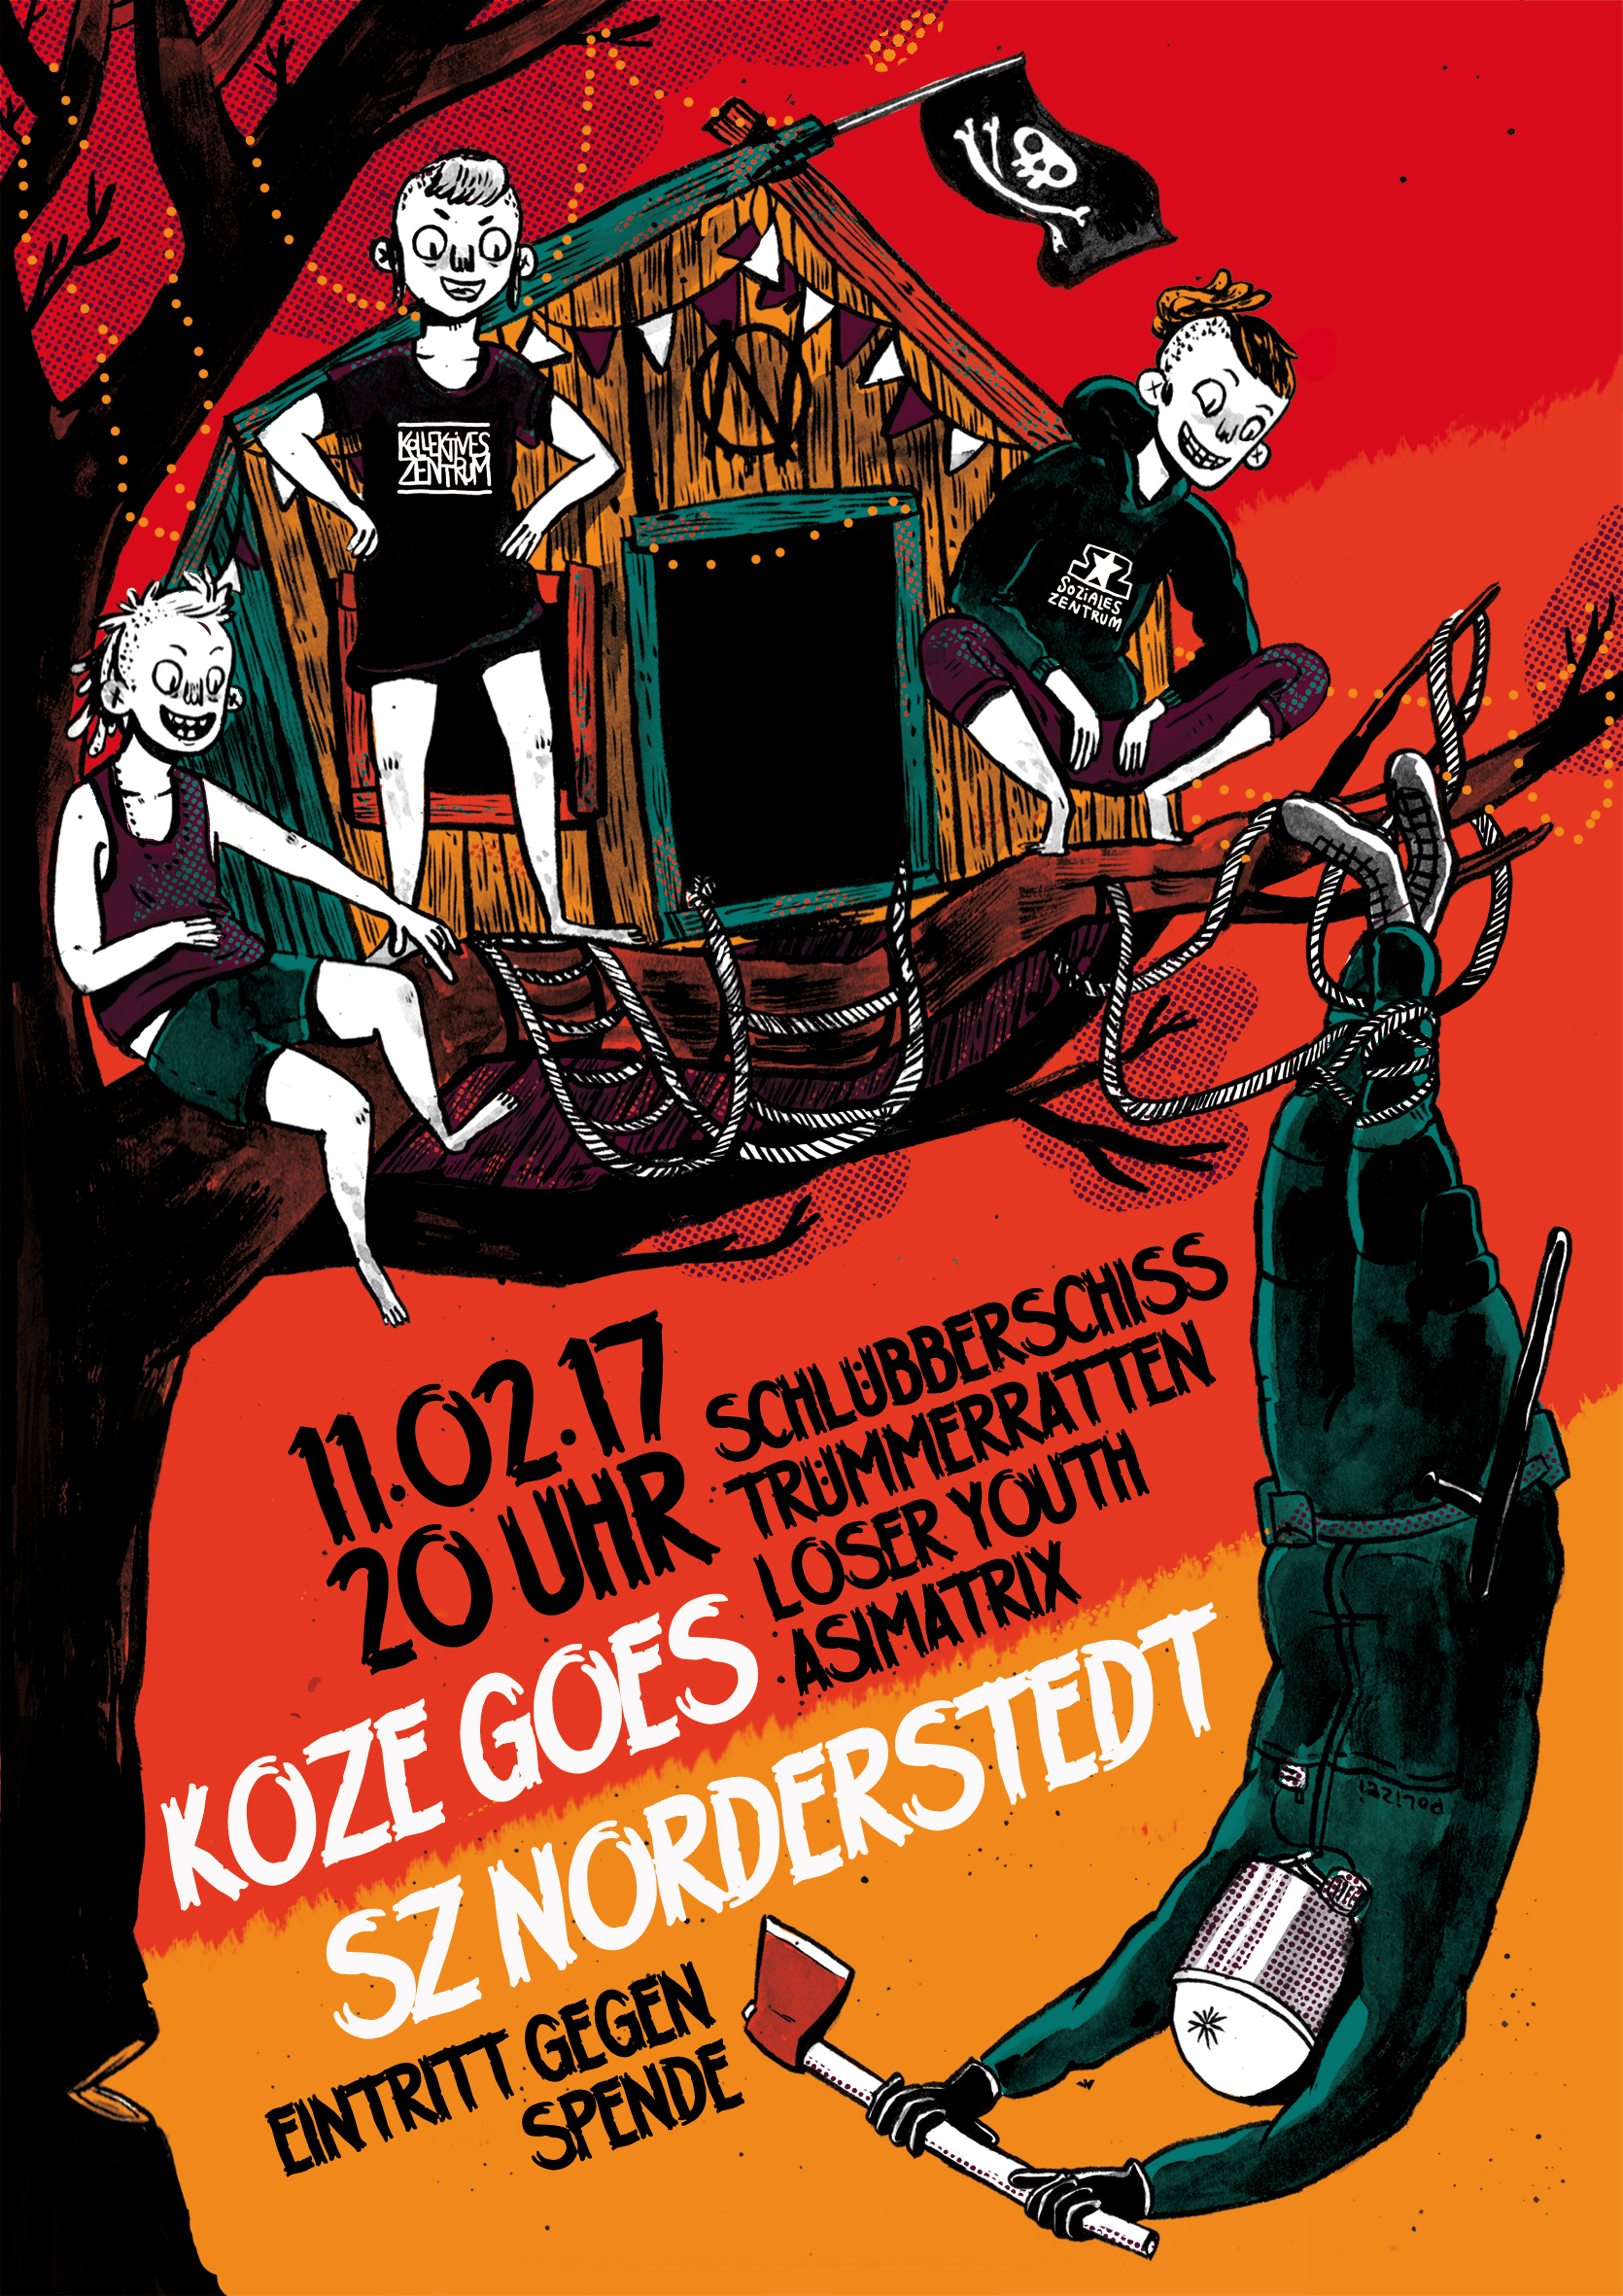 KOLLEKTIVES
ZENTRUM
SZ
SOZIALES
ZENTRUM
11.02.17
20 UHR
SCHLÜBBERSCHISS
TRÜMMERRATTEN
LOSER YOUTH
ASIMATRIX
KOZE GOES
SZ NORDERSTEDT
POLIZEI
EINTRITT GEGEN
SPENDE